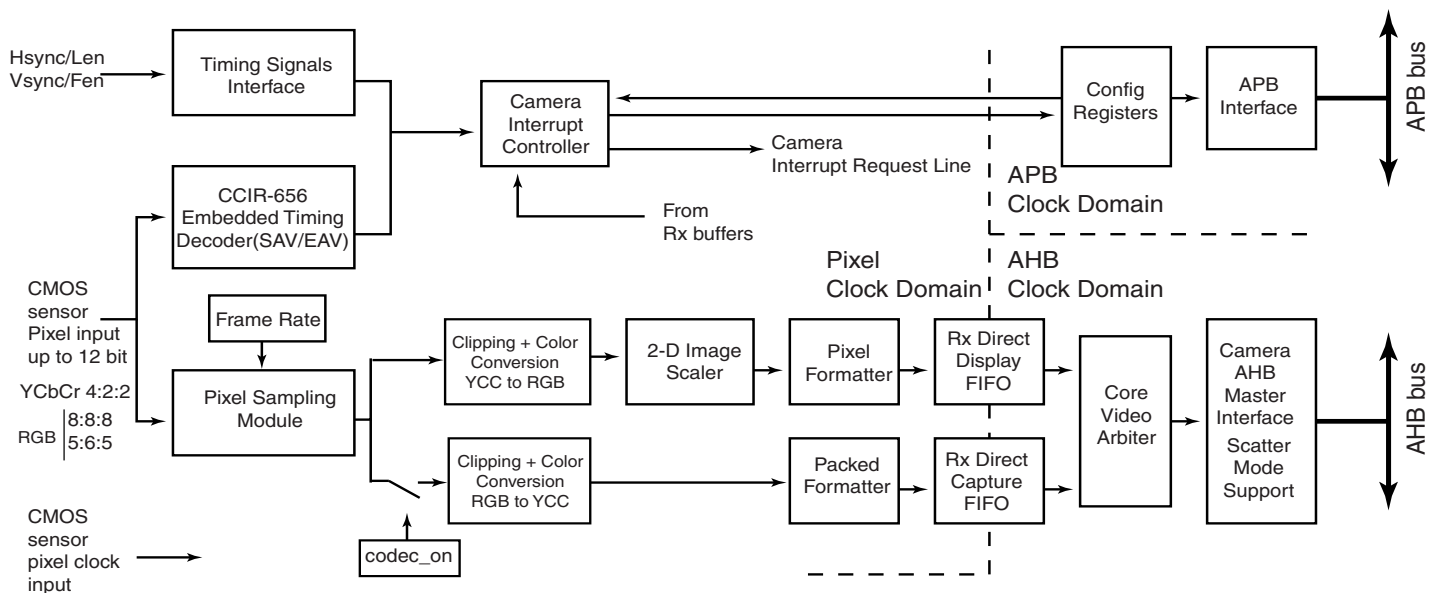 Hsync/Len
Vsync/Fen
Timing Signals
Interface
CCIR-656
Embedded Timing
Decoder(SAV/EAV)
Camera
Interrupt
Controller
Camera
Interrupt Request Line
From
Rx buffers
Config
Registers
APB
Interface
APB bus
APB
Clock Domain
Pixel
Clock Domain
AHB
Clock Domain
CMOS
sensor
Pixel input
up to 12 bit
YCbCr 4:2:2
RGB
8:8:8
5:6:5
Frame Rate
Pixel Sampling
Module
Clipping + Color
Conversion
YCC to RGB
2-D Image
Scaler
Pixel
Formatter
Rx Direct
Display
FIFO
Clipping + Color
Conversion
RGB to YCC
Packed
Formatter
Rx Direct
Capture
FIFO
Core
Video
Arbiter
Camera
AHB
Master
Interface
Scatter
Mode
Support
AHB bus
codec_on
CMOS
sensor
pixel clock
input